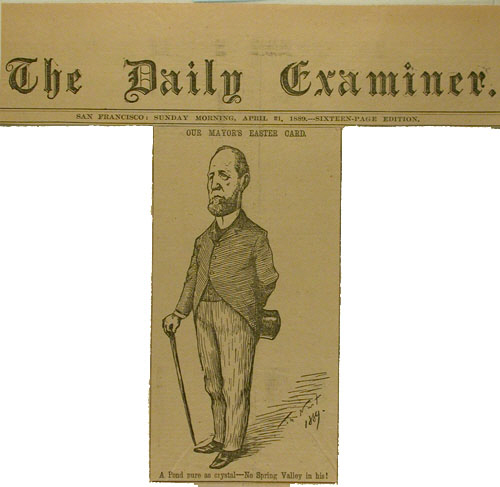 The Daily Examiner.
SAN FRANCISCO: SUNDAY MORNING, APRIL 21, 1889.—SIXTEEN-PAGE EDITION.
OUR MAYOR'S EASTER CARD.
1889-
A Pond pure as crystal—No Spring Valley in his!